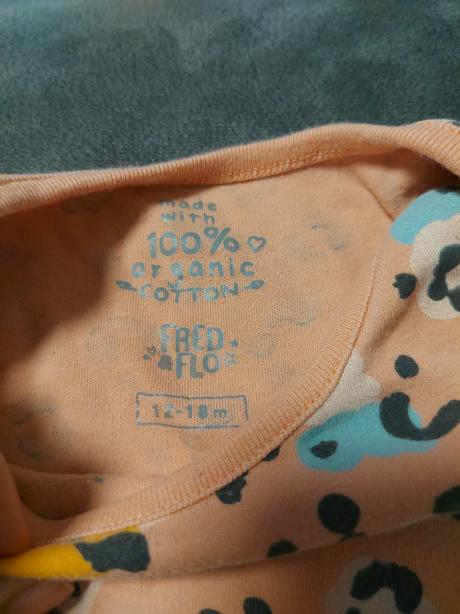 made
with
100%
organic
COTTON
FRED
& FLO
12-18m